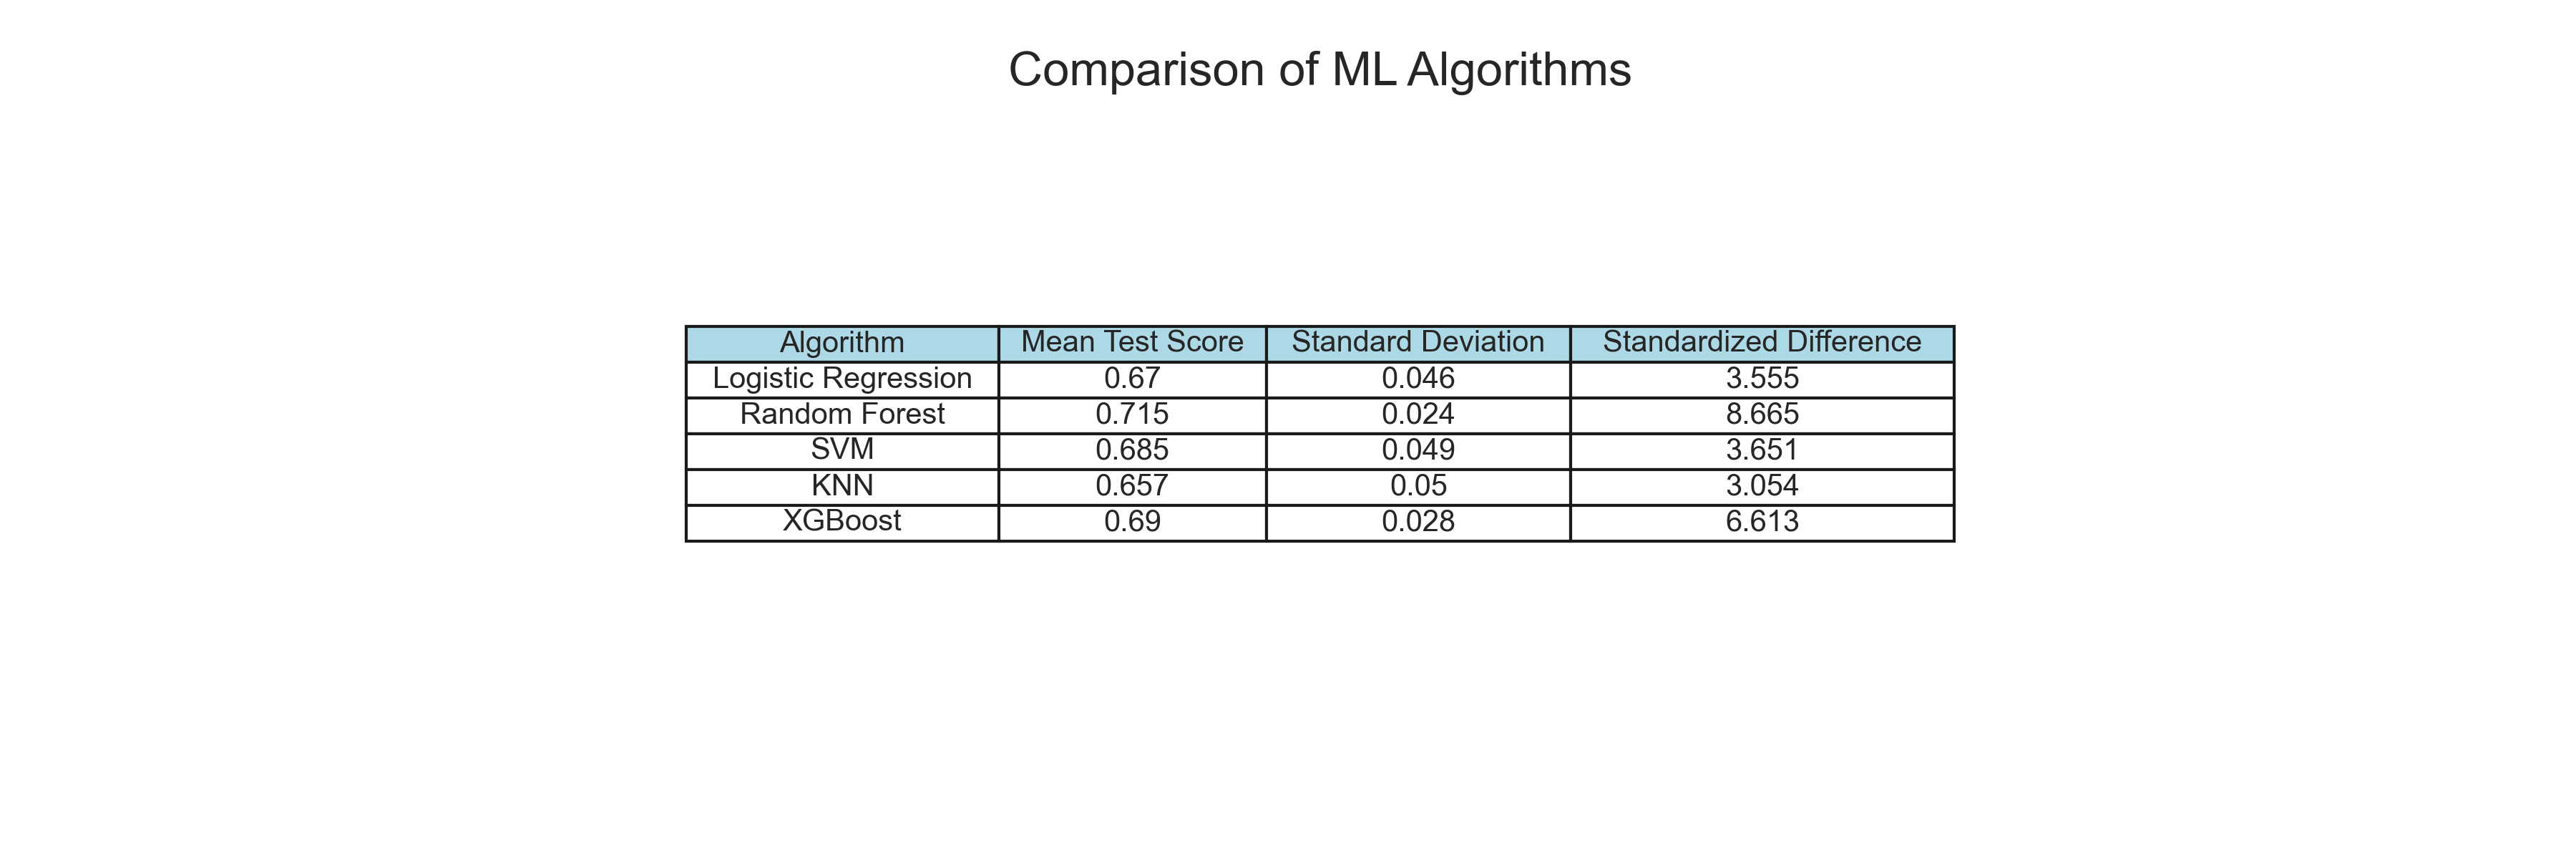 Comparison of ML Algorithms
Algorithm Mean Test Score Standard Deviation Standardized Difference
Logistic Regression 0.67 0.046 3.555
Random Forest 0.715 0.024 8.665
SVM 0.685 0.049 3.651
KNN 0.657 0.05 3.054
XGBoost 0.69 0.028 6.613